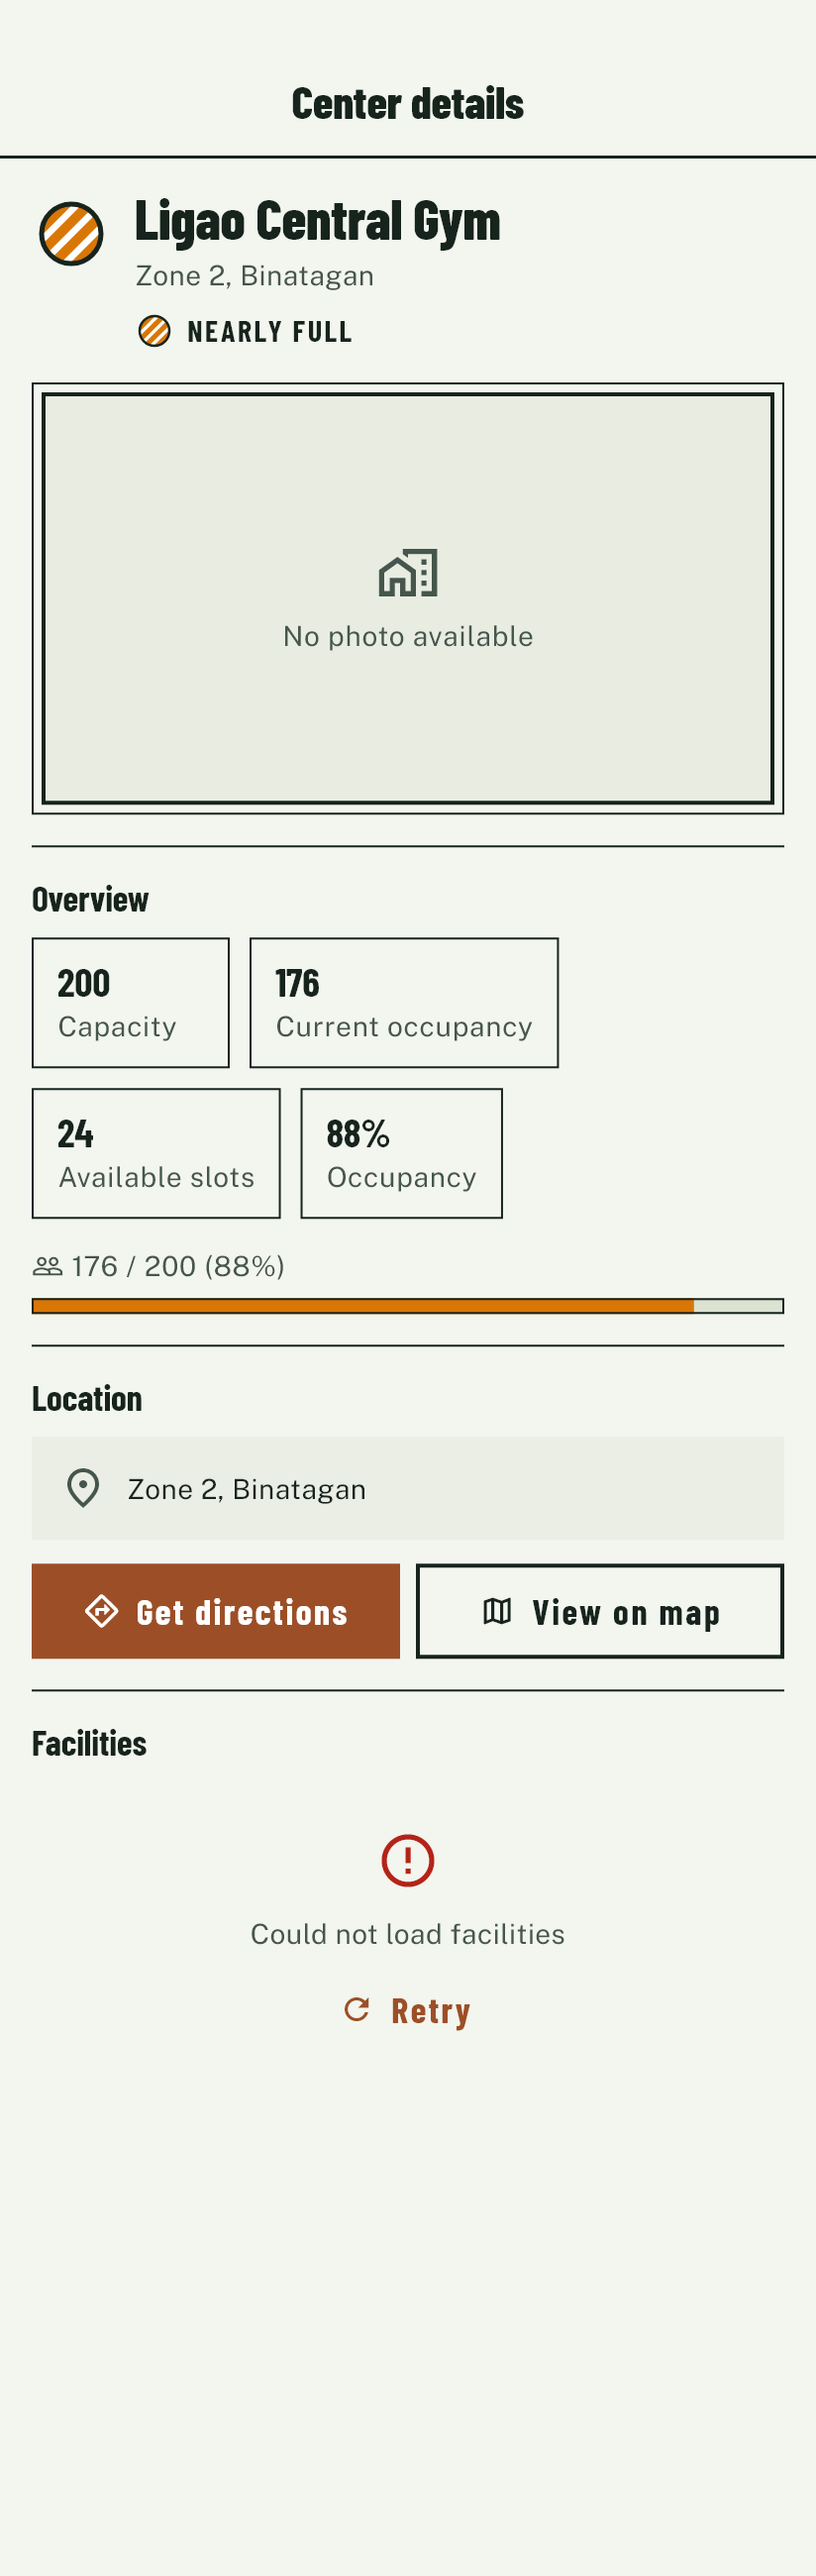 Center details
Ligao Central Gym
Zone 2, Binatagan
NEARLY FULL
No photo available
Overview
200
Capacity
176
Current occupancy
24
Available slots
88%
Occupancy
176 / 200 (88%)
Location
Zone 2, Binatagan
Get directions
View on map
Facilities
Could not load facilities
Retry